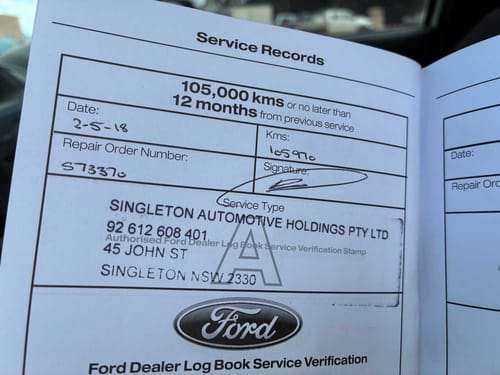 Service Records
105,000 kms or no later than
12 months from previous service
Date:
2-5-18
Kms:
105970
Repair Order Number:
573370
Signature:
Service Type
A
SINGLETON AUTOMOTIVE HOLDINGS PTY LTD
92 612 608 401
Authorised Ford Dealer Log Book Service Verification Stamp
45 JOHN ST
SINGLETON NSW 2330
Ford
Ford Dealer Log Book Service Verification
Date:
Repair Ord